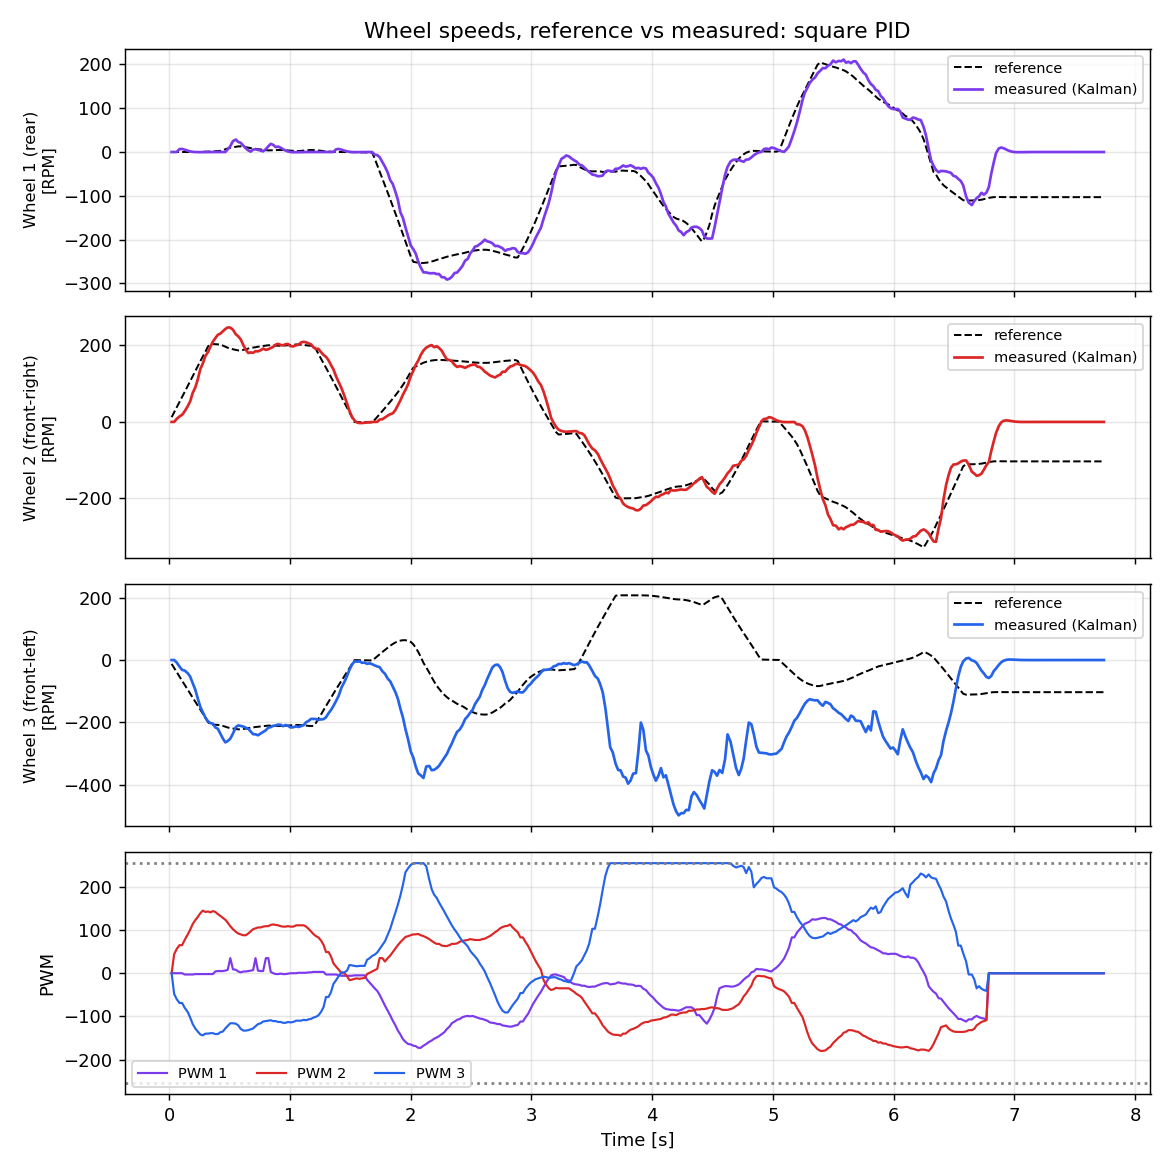 Wheel speeds, reference vs measured: square PID
Wheel 1 (rear)
[RPM]
200
100
0
−100
−200
−300
reference
measured (Kalman)
Wheel 2 (front-right)
[RPM]
200
0
−200
reference
measured (Kalman)
Wheel 3 (front-left)
[RPM]
200
0
−200
−400
reference
measured (Kalman)
PWM
200
100
0
−100
−200
PWM 1 PWM 2 PWM 3
0 1 2 3 4 5 6 7 8
Time [s]